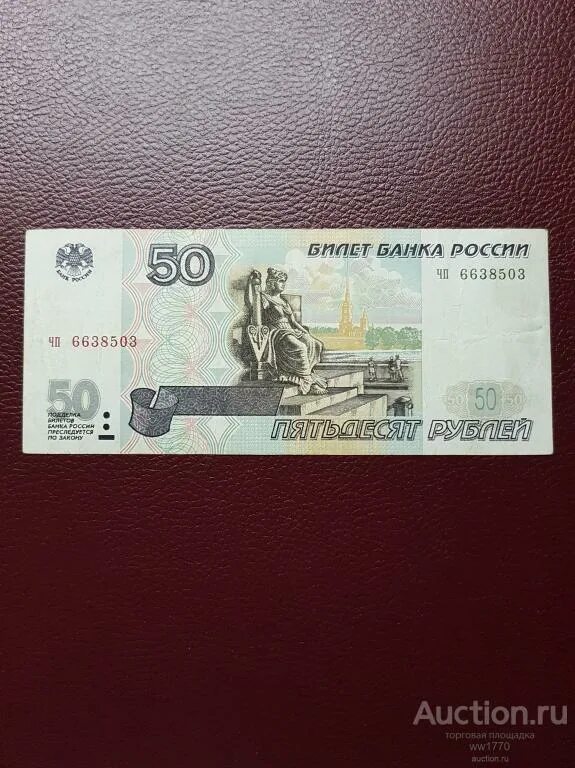 БАНК РОССИИ
50
БИЛЕТ БАНКА РОССИИ
чп 6638503
чп 6638503
50
ПОДДЕЛКА
БИЛЕТОВ
БАНКА РОССИИ
ПРЕСЛЕДУЕТСЯ
ПО ЗАКОНУ
50 50 50
ПЯТЬДЕСЯТ РУБЛЕЙ
Auction.ru
торговая площадка
ww1770
auction.ru